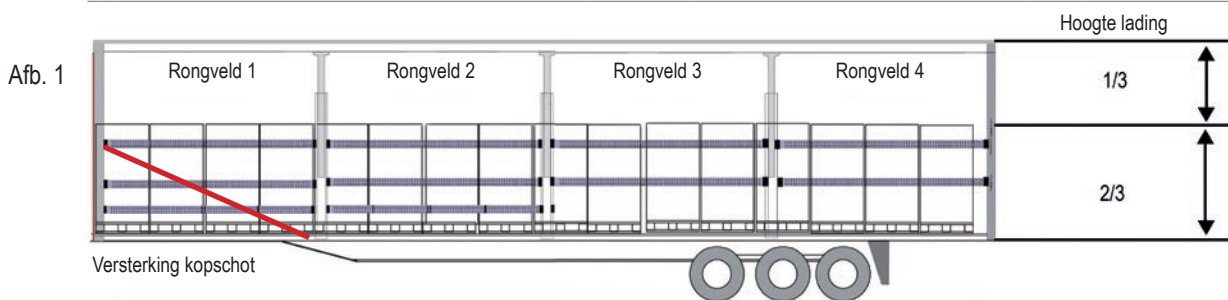 Hoogte lading
Afb. 1
Rongveld 1
Rongveld 2
Rongveld 3
Rongveld 4
1/3
2/3
Versterking kopschot